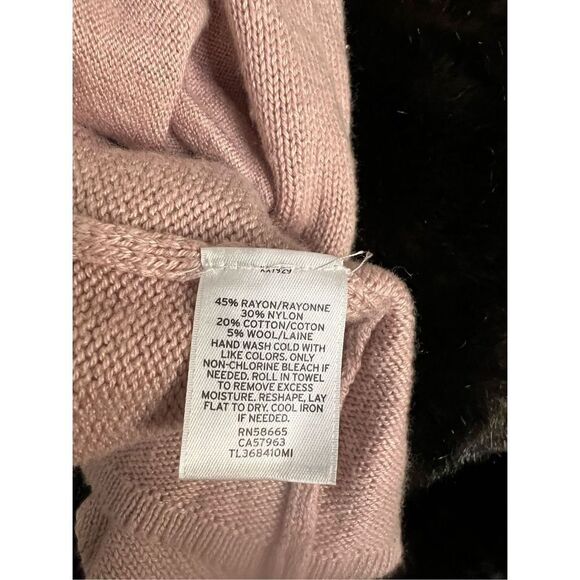 45% RAYON/RAYONNE
30% NYLON
20% COTTON/COTON
5% WOOL/LAINE
HAND WASH COLD WITH
LIKE COLORS. ONLY
NON-CHLORINE BLEACH IF
NEEDED. ROLL IN TOWEL
TO REMOVE EXCESS
MOISTURE. RESHAPE, LAY
FLAT TO DRY. COOL IRON
IF NEEDED.
RN58665
CA57963
TL368410MI